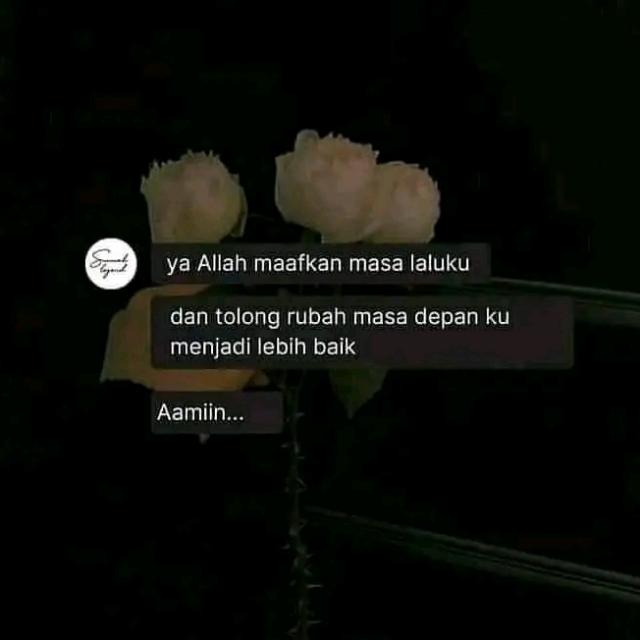 ya Allah maafkan masa laluku
dan tolong rubah masa depan ku
menjadi lebih baik
Aamiin...